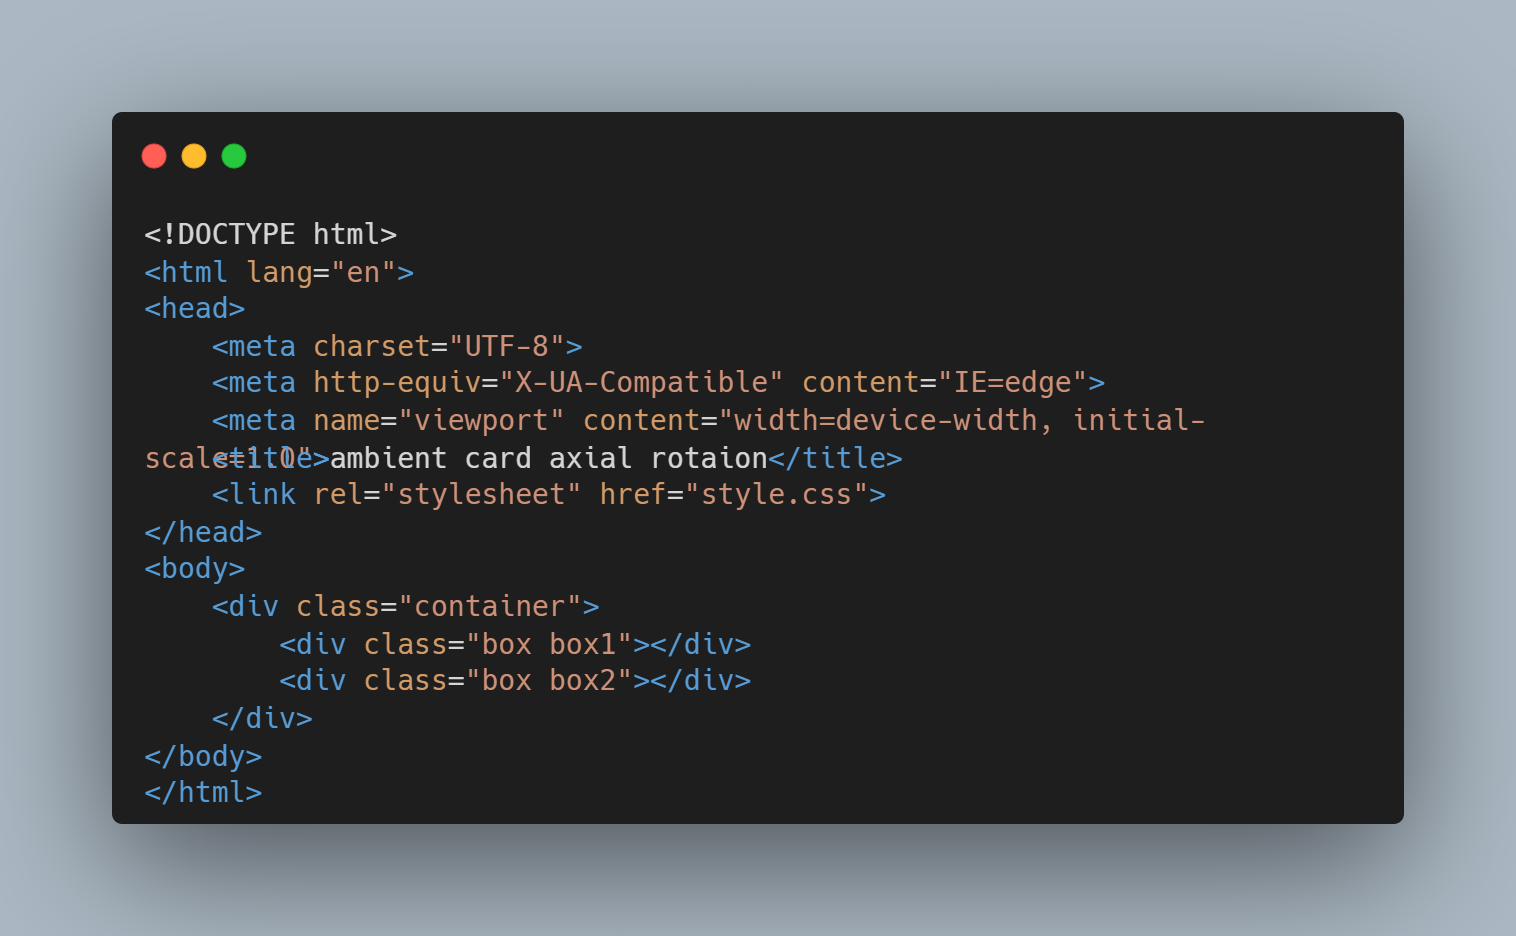 <!DOCTYPE html>
<html lang="en">
<head>
    <meta charset="UTF-8">
    <meta http-equiv="X-UA-Compatible" content="IE=edge">
    <meta name="viewport" content="width=device-width, initial-
scale=1.0">
    <title>ambient card axial rotaion</title>
    <link rel="stylesheet" href="style.css">
</head>
<body>
    <div class="container">
        <div class="box box1"></div>
        <div class="box box2"></div>
    </div>
</body>
</html>